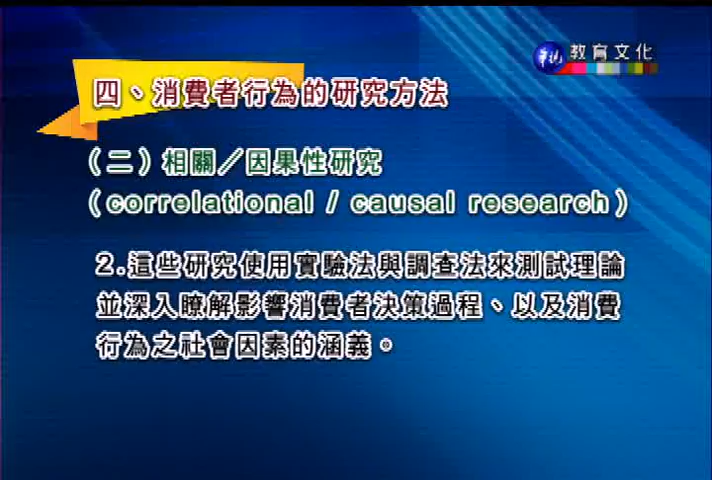 華視 教育文化
四、消費者行為的研究方法
（二）相關／因果性研究
（correlational / causal research）
2.這些研究使用實驗法與調查法來測試理論
並深入瞭解影響消費者決策過程、以及消費
行為之社會因素的涵義。